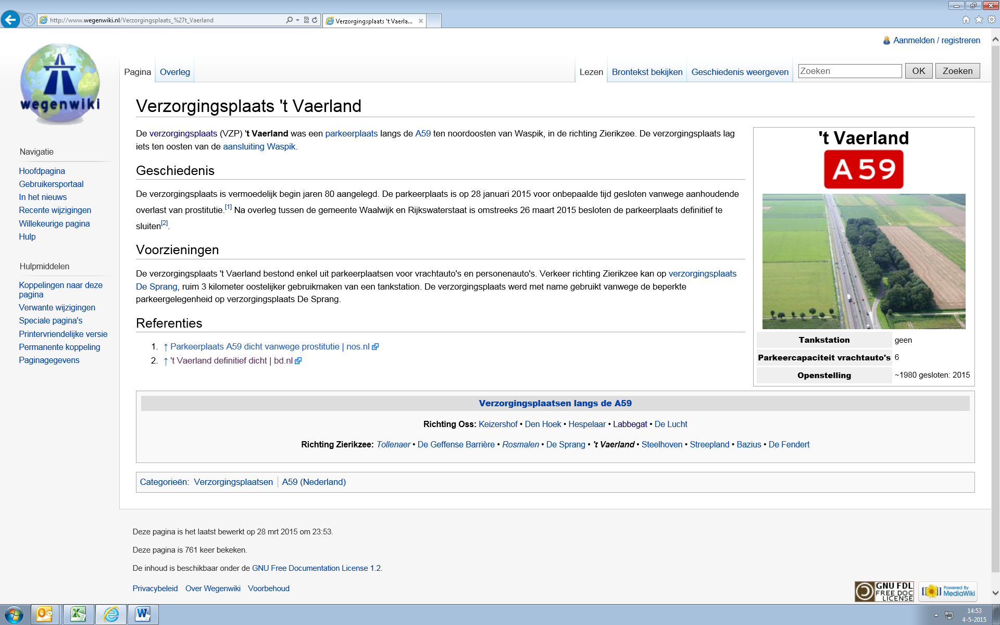 http://www.wegenwiki.nl/Verzorgingsplaats_%27t_Vaerland
Verzorgingsplaats 't Vaerla...
Aanmelden / registreren
wegenwiki
Pagina
Overleg
Lezen
Brontekst bekijken
Geschiedenis weergeven
Zoeken
OK
Zoeken
Navigatie
Hoofdpagina
Gebruikersportaal
In het nieuws
Recente wijzigingen
Willekeurige pagina
Hulp
Hulpmiddelen
Koppelingen naar deze
pagina
Verwante wijzigingen
Speciale pagina's
Printervriendelijke versie
Permanente koppeling
Paginagegevens
Verzorgingsplaats 't Vaerland
De verzorgingsplaats (VZP) 't Vaerland was een parkeerplaats langs de A59 ten noordoosten van Waspik, in de richting Zierikzee. De verzorgingsplaats lag
iets ten oosten van de aansluiting Waspik.
Geschiedenis
De verzorgingsplaats is vermoedelijk begin jaren 80 aangelegd. De parkeerplaats is op 28 januari 2015 voor onbepaalde tijd gesloten vanwege aanhoudende
overlast van prostitutie.[1] Na overleg tussen de gemeente Waalwijk en Rijkswaterstaat is omstreeks 26 maart 2015 besloten de parkeerplaats definitief te
sluiten[2].
Voorzieningen
De verzorgingsplaats 't Vaerland bestond enkel uit parkeerplaatsen voor vrachtauto's en personenauto's. Verkeer richting Zierikzee kan op verzorgingsplaats
De Sprang, ruim 3 kilometer oostelijker gebruikmaken van een tankstation. De verzorgingsplaats werd met name gebruikt vanwege de beperkte
parkeergelegenheid op verzorgingsplaats De Sprang.
Referenties
1. ↑ Parkeerplaats A59 dicht vanwege prostitutie | nos.nl
2. ↑ 't Vaerland definitief dicht | bd.nl
't Vaerland
A59
Tankstation geen
Parkeercapaciteit vrachtauto's 6
Openstelling ~1980 gesloten: 2015
Verzorgingsplaatsen langs de A59
Richting Oss: Keizershof • Den Hoek • Hespelaar • Labbegat • De Lucht
Richting Zierikzee: Tollenaer • De Geffense Barrière • Rosmalen • De Sprang • 't Vaerland • Steelhoven • Streepland • Bazius • De Fendert
Categorieën: Verzorgingsplaatsen | A59 (Nederland)
Deze pagina is het laatst bewerkt op 28 mrt 2015 om 23:53.
Deze pagina is 761 keer bekeken.
De inhoud is beschikbaar onder de GNU Free Documentation License 1.2.
Privacybeleid Over Wegenwiki Voorbehoud
GNU FDL
FREE DOC
LICENSE
Powered By
MediaWiki
14:53
4-5-2015